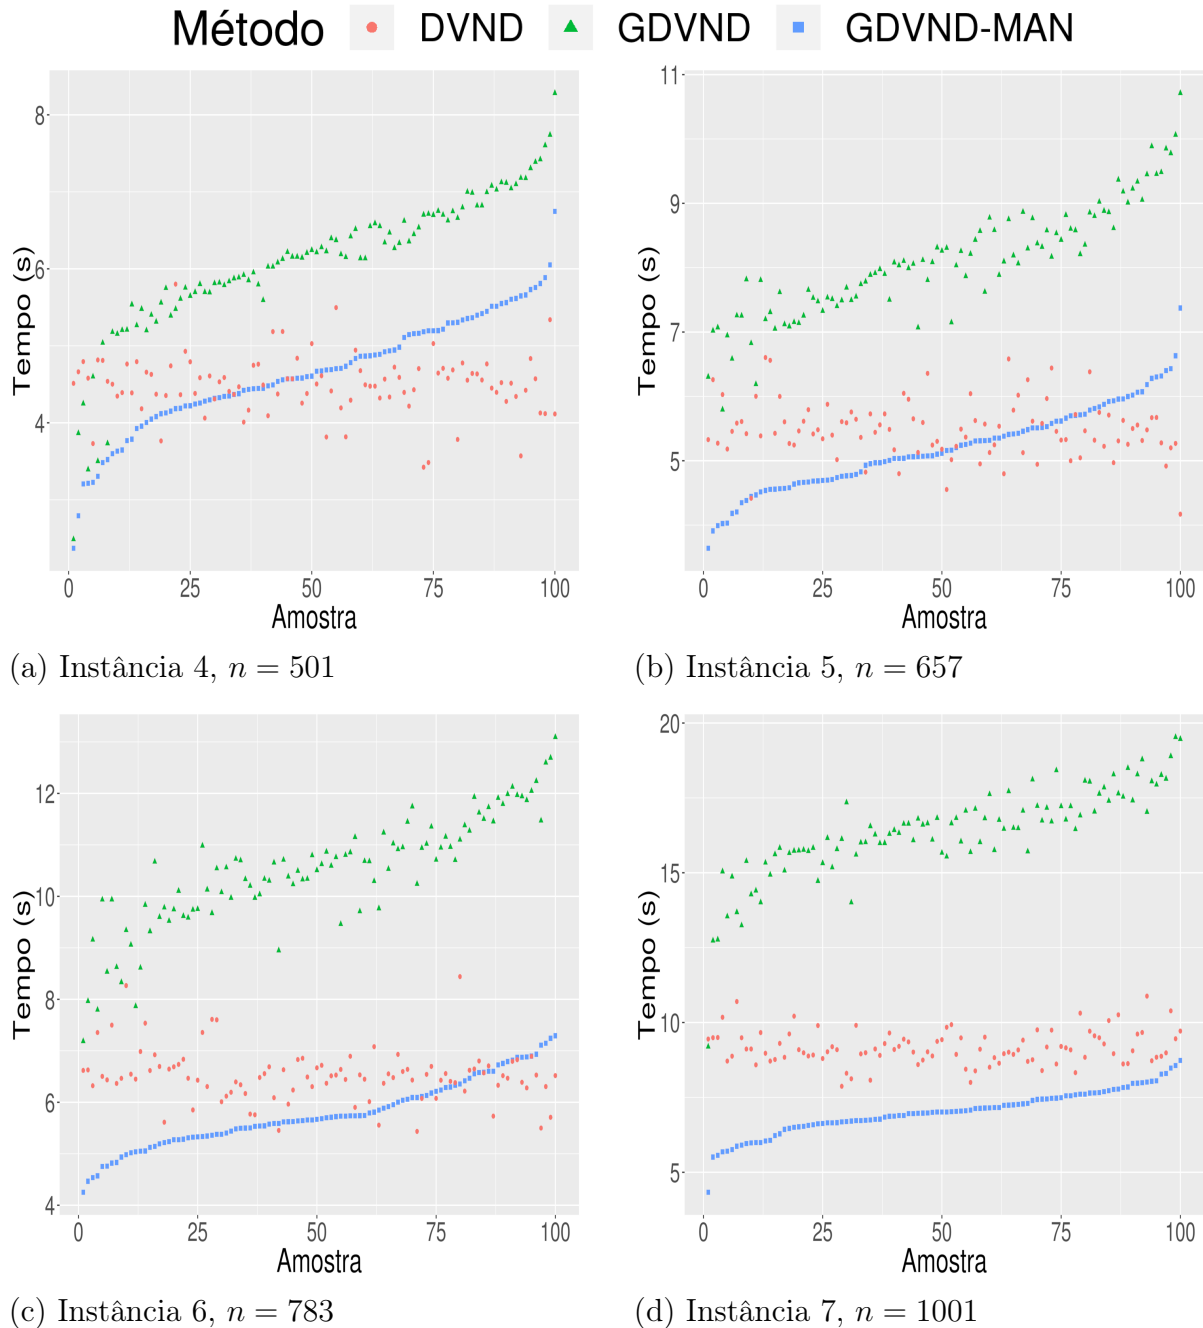 Método DVND GDVND GDVND-MAN
8
6
4
Tempo (s)
0 25 50 75 100
Amostra
(a) Instância 4, n = 501
11
9
7
5
Tempo (s)
0 25 50 75 100
Amostra
(b) Instância 5, n = 657
12
10
8
6
4
Tempo (s)
0 25 50 75 100
Amostra
(c) Instância 6, n = 783
20
15
10
5
Tempo (s)
0 25 50 75 100
Amostra
(d) Instância 7, n = 1001